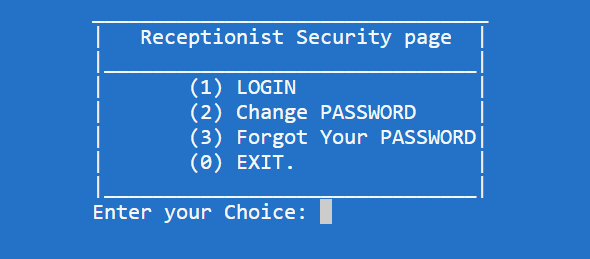 Receptionist Security page
(1) LOGIN
(2) Change PASSWORD
(3) Forgot Your PASSWORD
(0) EXIT.
Enter your Choice: